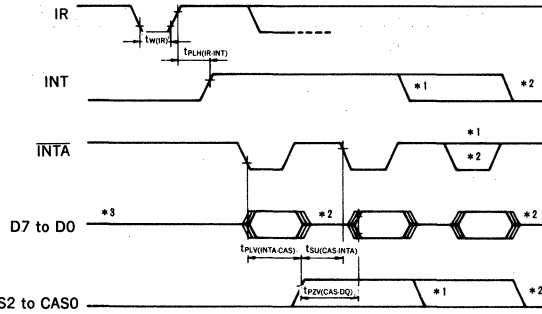 IR
tW(IR)
tPLH(IR-INT)
INT
*1
*2
INTA
*1
*2
*3
*2
*2
D7 to D0
tPLV(INTA-CAS)
tSU(CAS-INTA)
tPZV(CAS-DQ)
S2 to CAS0
*1
*2